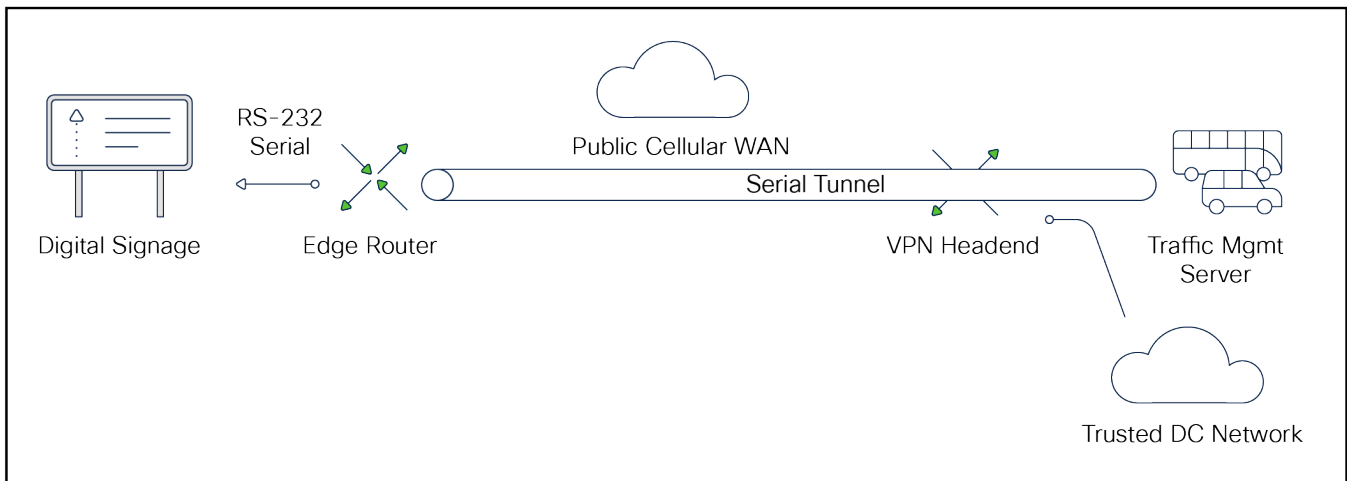 RS-232
Serial
Public Cellular WAN
Serial Tunnel
Digital Signage
Edge Router
VPN Headend
Traffic Mgmt
Server
Trusted DC Network